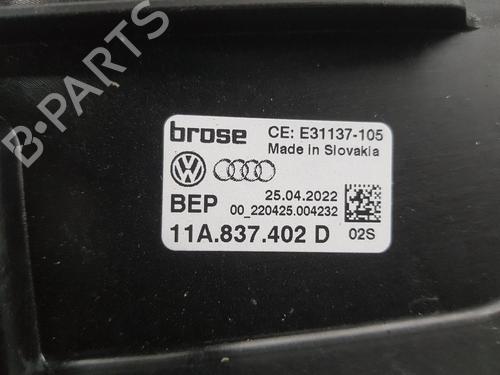 brose CE: E31137-105
Made in Slovakia
BEP 25.04.2022
00_220425.004232
11A.837.402 D 02S
B-PARTS